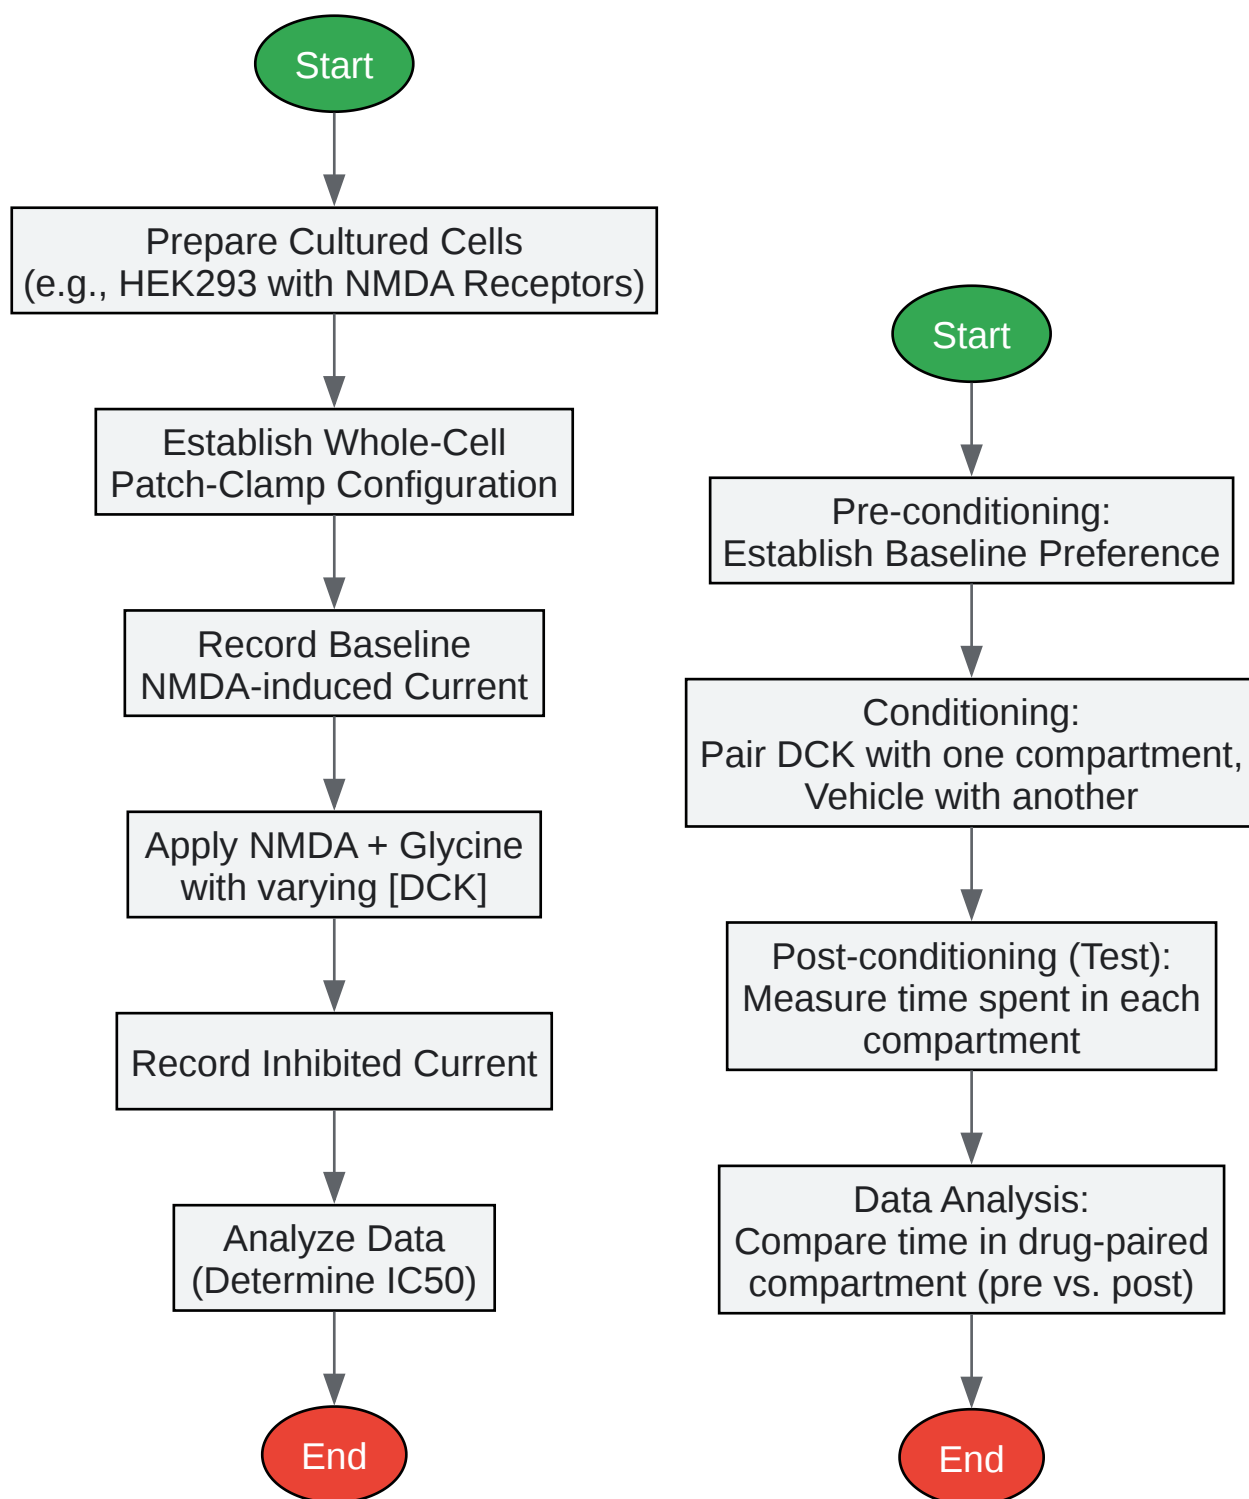 Start
Prepare Cultured Cells
(e.g., HEK293 with NMDA Receptors)
Establish Whole-Cell
Patch-Clamp Configuration
Record Baseline
NMDA-induced Current
Apply NMDA + Glycine
with varying [DCK]
Record Inhibited Current
Analyze Data
(Determine IC50)
End
Start
Pre-conditioning:
Establish Baseline Preference
Conditioning:
Pair DCK with one compartment,
Vehicle with another
Post-conditioning (Test):
Measure time spent in each
compartment
Data Analysis:
Compare time in drug-paired
compartment (pre vs. post)
End